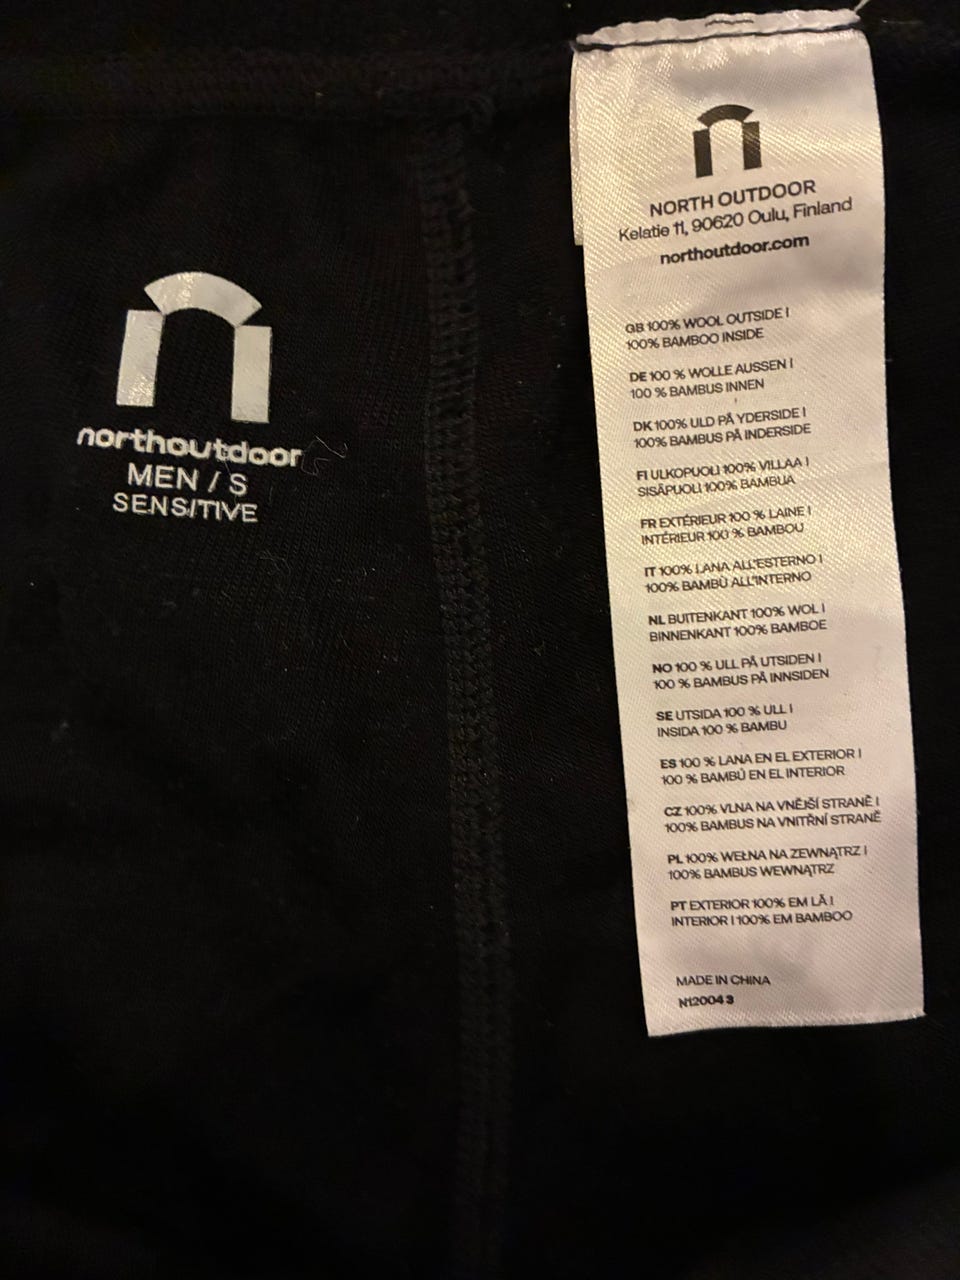 northoutdoor
MEN / S
SENSITIVE
NORTH OUTDOOR
Kelatie 11, 90620 Oulu, Finland
northoutdoor.com
GB 100% WOOL OUTSIDE |
100% BAMBOO INSIDE
DE 100 % WOLLE AUSSEN |
100 % BAMBUS INNEN
DK 100% ULD PÅ YDERSIDE |
100% BAMBUS PÅ INDERSIDE
FI ULKOPUOLI 100% VILLAA |
SISÄPUOLI 100% BAMBUA
FR EXTÉRIEUR 100 % LAINE |
INTÉRIEUR 100 % BAMBOU
IT 100% LANA ALL'ESTERNO |
100% BAMBÙ ALL'INTERNO
NL BUITENKANT 100% WOL |
BINNENKANT 100% BAMBOE
NO 100 % ULL PÅ UTSIDEN |
100 % BAMBUS PÅ INNSIDEN
SE UTSIDA 100 % ULL |
INSIDA 100 % BAMBU
ES 100 % LANA EN EL EXTERIOR |
100 % BAMBÚ EN EL INTERIOR
CZ 100% VLNA NA VNĚJŠÍ STRANĚ |
100% BAMBUS NA VNITŘNÍ STRANĚ
PL 100% WEŁNA NA ZEWNĄTRZ |
100% BAMBUS WEWNĄTRZ
PT EXTERIOR 100% EM LÃ |
INTERIOR | 100% EM BAMBOO
MADE IN CHINA
N12004 3